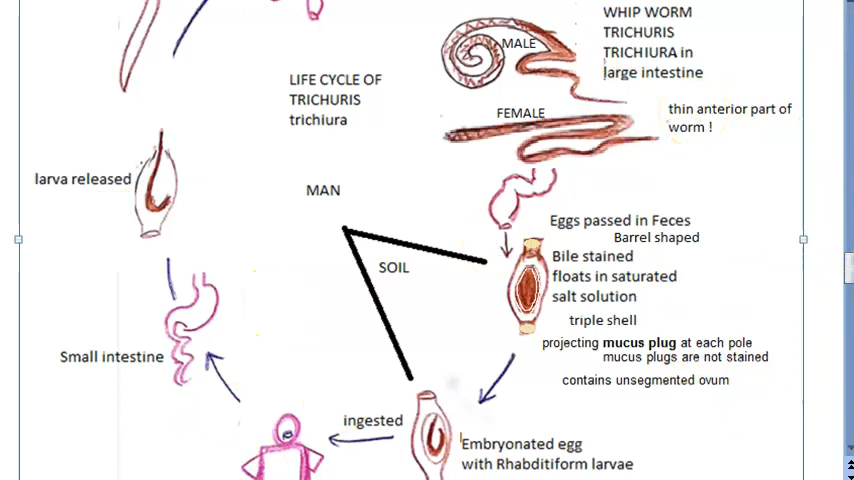 WHIP WORM
TRICHURIS
TRICHIURA in
large intestine
MALE
LIFE CYCLE OF
TRICHURIS
trichiura
FEMALE
thin anterior part of
worm !
larva released
MAN
Eggs passed in Feces
Barrel shaped
Bile stained
floats in saturated
salt solution
SOIL
triple shell
projecting mucus plug at each pole
mucus plugs are not stained
Small intestine
contains unsegmented ovum
ingested
Embryonated egg
with Rhabditiform larvae